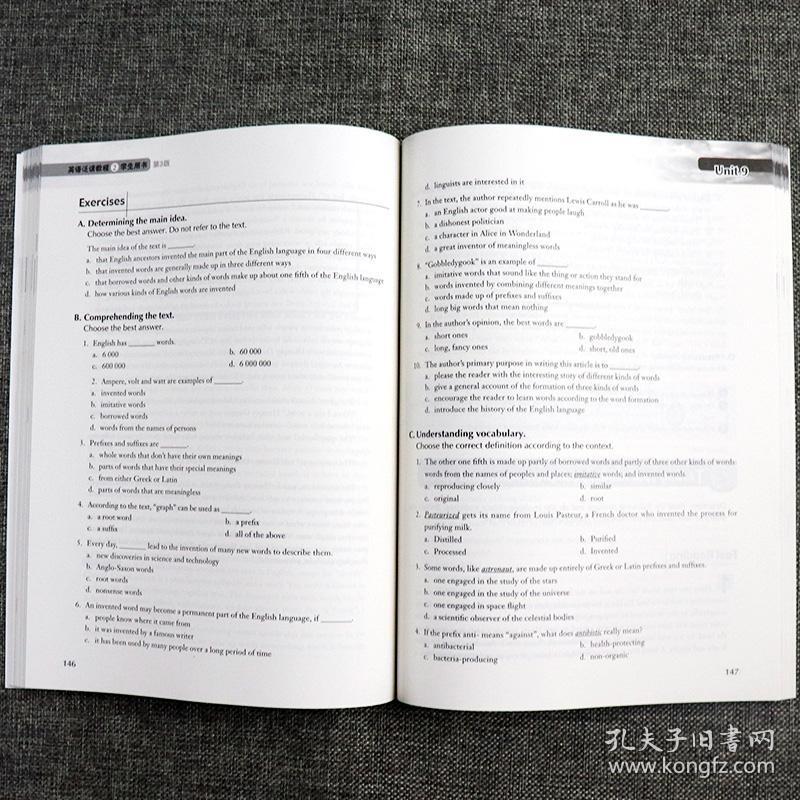 英语泛读教程 2 学生用书 第3版
Exercises
A. Determining the main idea.
Choose the best answer. Do not refer to the text.
The main idea of the text is ______.
a. that English ancestors invented the main part of the English language in four different ways
b. that invented words are generally made up in three different ways
c. that borrowed words and other kinds of words make up about one fifth of the English language
d. how various kinds of English words are invented
B. Comprehending the text.
Choose the best answer.
1. English has ______ words.
a. 6 000 b. 60 000
c. 600 000 d. 6 000 000
2. Ampere, volt and watt are examples of ______.
a. invented words
b. imitative words
c. borrowed words
d. words from the names of persons
3. Prefixes and suffixes are ______.
a. whole words that don't have their own meanings
b. parts of words that have their special meanings
c. from either Greek or Latin
d. parts of words that are meaningless
4. According to the text, "graph" can be used as ______.
a. a root word b. a prefix
c. a suffix d. all of the above
5. Every day, ______ lead to the invention of many new words to describe them.
a. new discoveries in science and technology
b. Anglo-Saxon words
c. root words
d. nonsense words
6. An invented word may become a permanent part of the English language, if ______.
a. people know where it came from
b. it was invented by a famous writer
c. it has been used by many people over a long period of time
146
Unit 9
d. linguists are interested in it
7. In the text, the author repeatedly mentions Lewis Carroll as he was ______.
a. an English actor good at making people laugh
b. a dishonest politician
c. a character in Alice in Wonderland
d. a great inventor of meaningless words
8. "Gobbledygook" is an example of ______.
a. imitative words that sound like the thing or action they stand for
b. words invented by combining different meanings together
c. words made up of prefixes and suffixes
d. long big words that mean nothing
9. In the author's opinion, the best words are ______.
a. short ones b. gobbledygook
c. long, fancy ones d. short, old ones
10. The author's primary purpose in writing this article is to ______.
a. please the reader with the interesting story of different kinds of words
b. give a general account of the formation of three kinds of words
c. encourage the reader to learn words according to the word formation
d. introduce the history of the English language
C. Understanding vocabulary.
Choose the correct definition according to the context.
1. The other one fifth is made up partly of borrowed words and partly of three other kinds of words:
words from the names of peoples and places; imitative words; and invented words.
a. reproducing closely b. similar
c. original d. root
2. Pasteurized gets its name from Louis Pasteur, a French doctor who invented the process for
purifying milk.
a. Distilled b. Purified
c. Processed d. Invented
3. Some words, like astronaut, are made up entirely of Greek or Latin prefixes and suffixes.
a. one engaged in the study of the stars
b. one engaged in the study of the universe
c. one engaged in space flight
d. a scientific observer of the celestial bodies
4. If the prefix anti- means "against", what does antibiotic really mean?
a. antibacterial b. health-protecting
c. bacteria-producing d. non-organic
147
孔夫子旧书网
www.kongfz.com